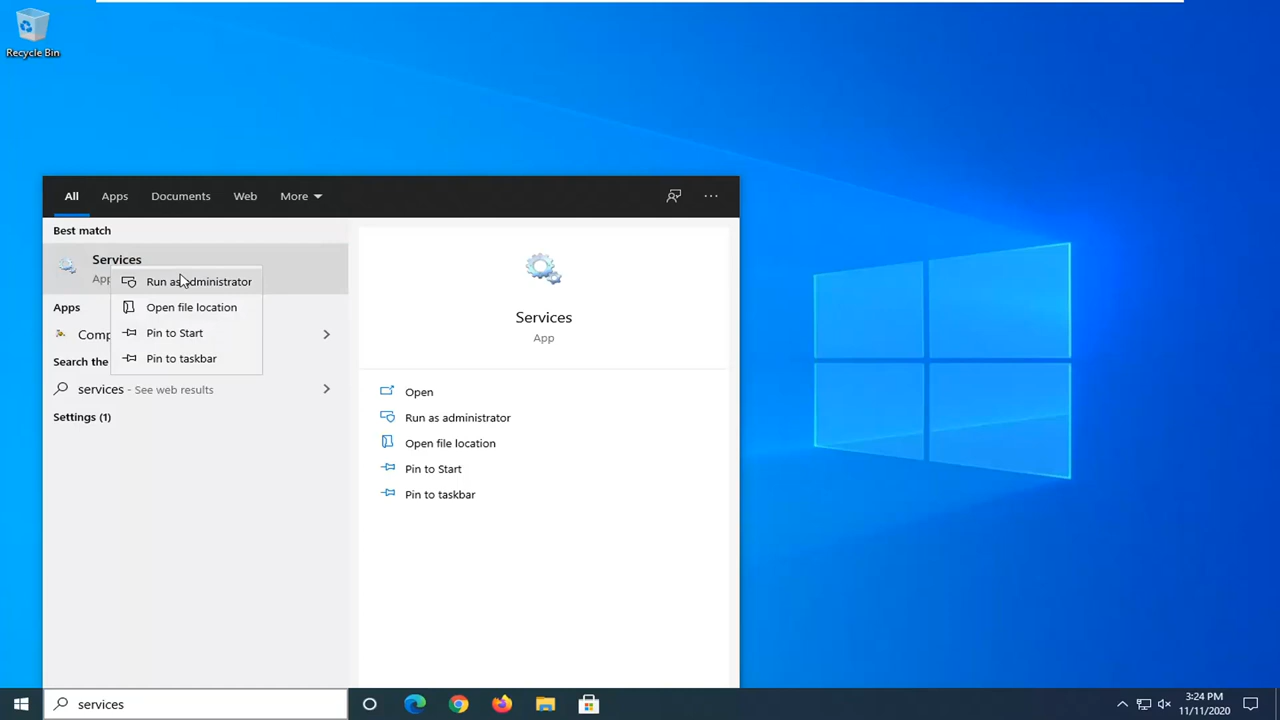 Recycle Bin
All Apps Documents Web More
Best match
Services
App
Run as administrator
Open file location
Pin to Start
Pin to taskbar
Apps
Comp
Search the
services - See web results
Settings (1)
Services
App
Open
Run as administrator
Open file location
Pin to Start
Pin to taskbar
services
3:24 PM
11/11/2020